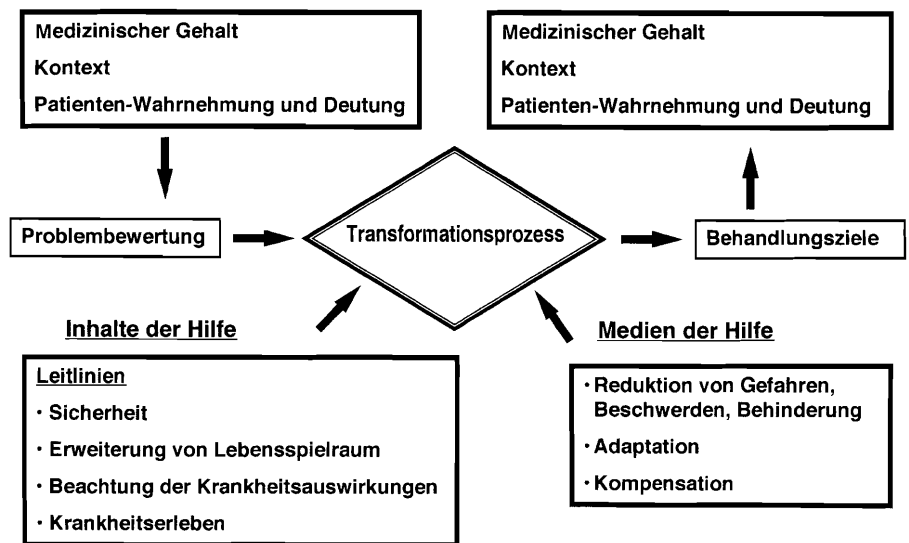 Medizinischer Gehalt
Kontext
Patienten-Wahrnehmung und Deutung
Medizinischer Gehalt
Kontext
Patienten-Wahrnehmung und Deutung
Problembewertung
Transformationsprozess
Behandlungsziele
Inhalte der Hilfe
Leitlinien
· Sicherheit
· Erweiterung von Lebensspielraum
· Beachtung der Krankheitsauswirkungen
· Krankheitserleben
Medien der Hilfe
· Reduktion von Gefahren,
Beschwerden, Behinderung
· Adaptation
· Kompensation